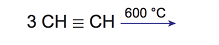 3 CH ≡ CH 600 °C →